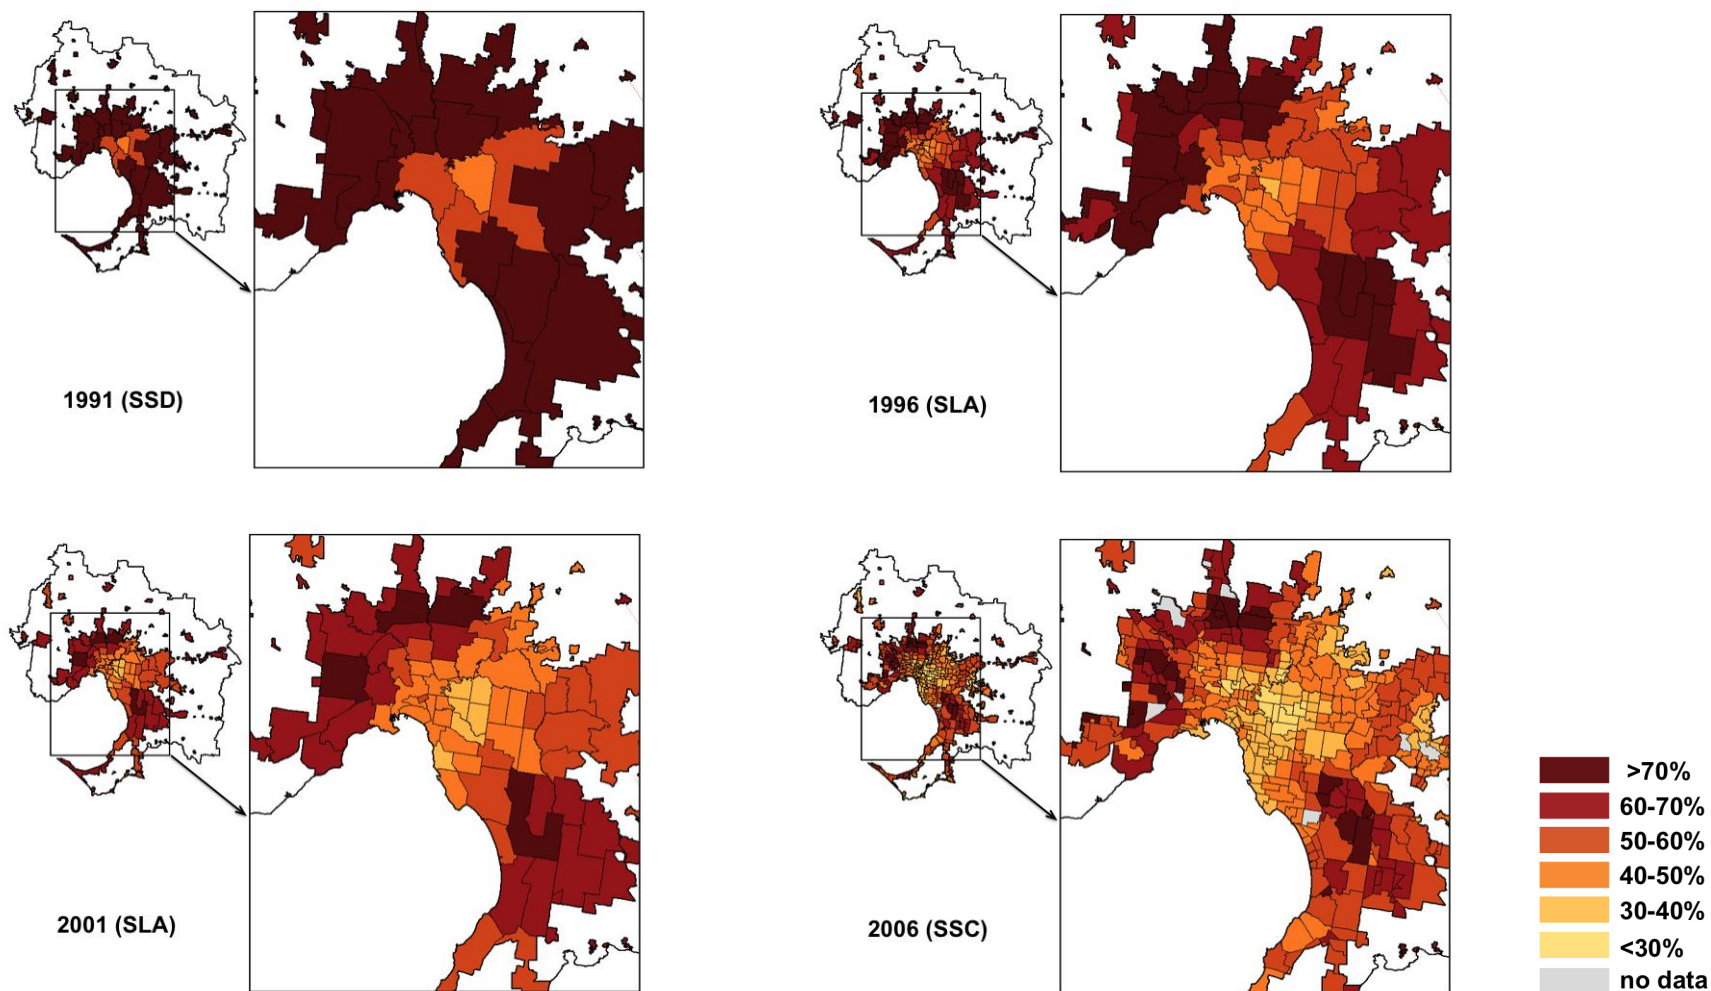 1991 (SSD)
1996 (SLA)
2001 (SLA)
2006 (SSC)
>70%
60-70%
50-60%
40-50%
30-40%
<30%
no data